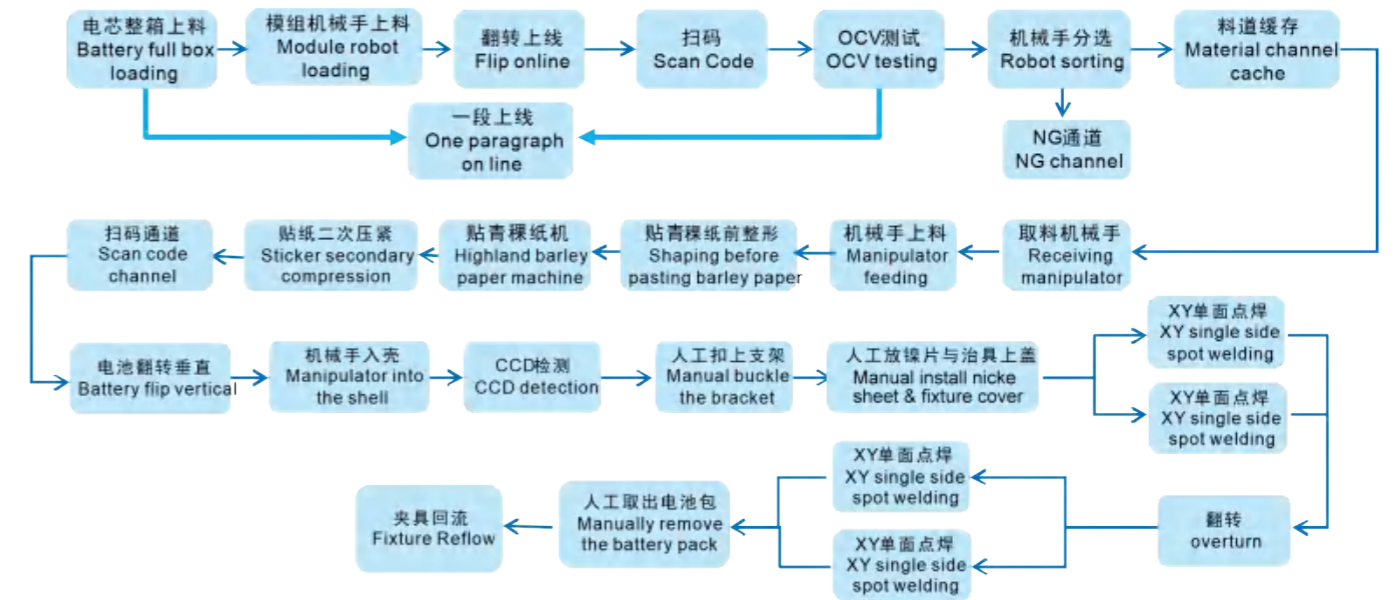 电芯整箱上料
Battery full box
loading
模组机械手上料
Module robot
loading
翻转上线
Flip online
扫码
Scan Code
OCV测试
OCV testing
机械手分选
Robot sorting
料道缓存
Material channel
cache
一段上线
One paragraph
on line
NG通道
NG channel
扫码通道
Scan code
channel
贴纸二次压紧
Sticker secondary
compression
贴青稞纸机
Highland barley
paper machine
贴青稞纸前整形
Shaping before
pasting barley paper
机械手上料
Manipulator
feeding
取料机械手
Receiving
manipulator
电池翻转垂直
Battery flip vertical
机械手入壳
Manipulator into
the shell
CCD检测
CCD detection
人工扣上支架
Manual buckle
the bracket
人工放镍片与治具上盖
Manual install nicke
sheet & fixture cover
XY单面点焊
XY single side
spot welding
XY单面点焊
XY single side
spot welding
夹具回流
Fixture Reflow
人工取出电池包
Manually remove
the battery pack
XY单面点焊
XY single side
spot welding
XY单面点焊
XY single side
spot welding
翻转
overturn